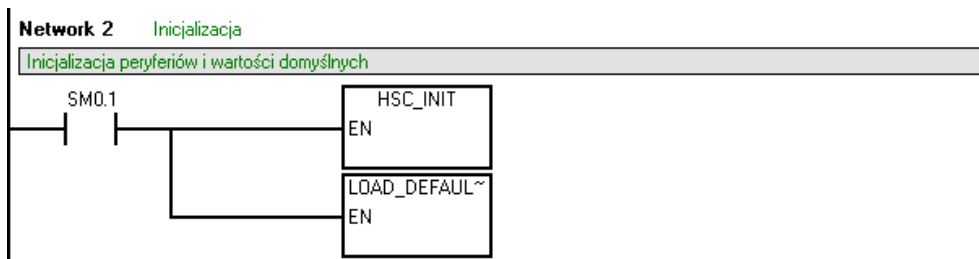 Network 2 Inicjalizacja
Inicjalizacja peryferiów i wartości domyślnych
SM0.1
HSC_INIT
EN
LOAD_DEFAUL~
EN